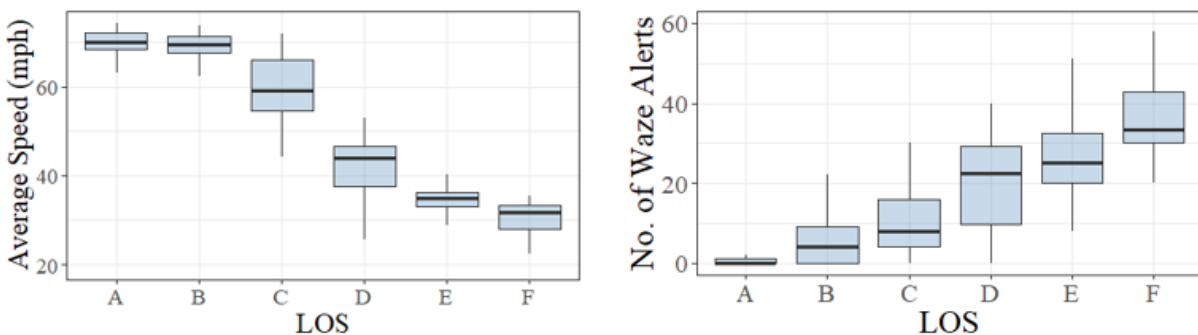 Average Speed (mph)
60
40
20
A B C D E F
LOS
No. of Waze Alerts
60
40
20
0
A B C D E F
LOS